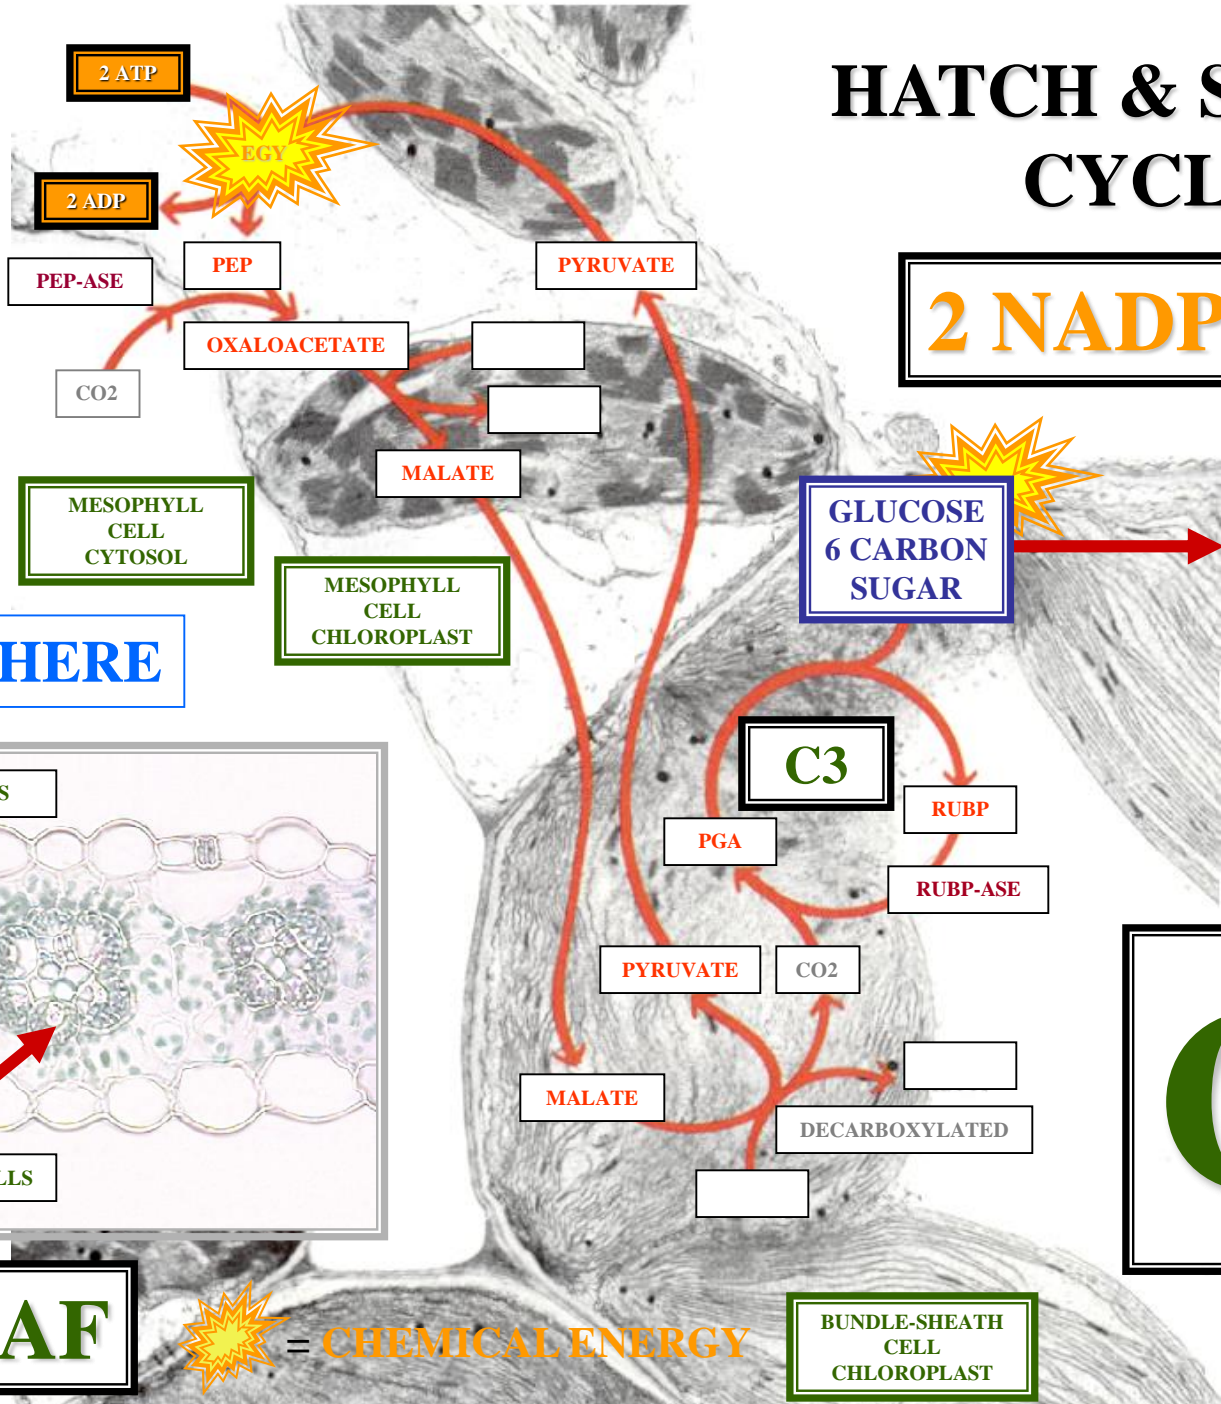 HATCH & S
CYCL
2 ATP
EGY
2 ADP
PEP-ASE
PEP
PYRUVATE
2 NADP
OXALOACETATE
CO2
MALATE
MESOPHYLL
CELL
CYTOSOL
GLUCOSE
6 CARBON
SUGAR
MESOPHYLL
CELL
CHLOROPLAST
HERE
C3
S
RUBP
PGA
RUBP-ASE
PYRUVATE
CO2
MALATE
DECARBOXYLATED
LLS
AF
= CHEMICAL ENERGY
BUNDLE-SHEATH
CELL
CHLOROPLAST